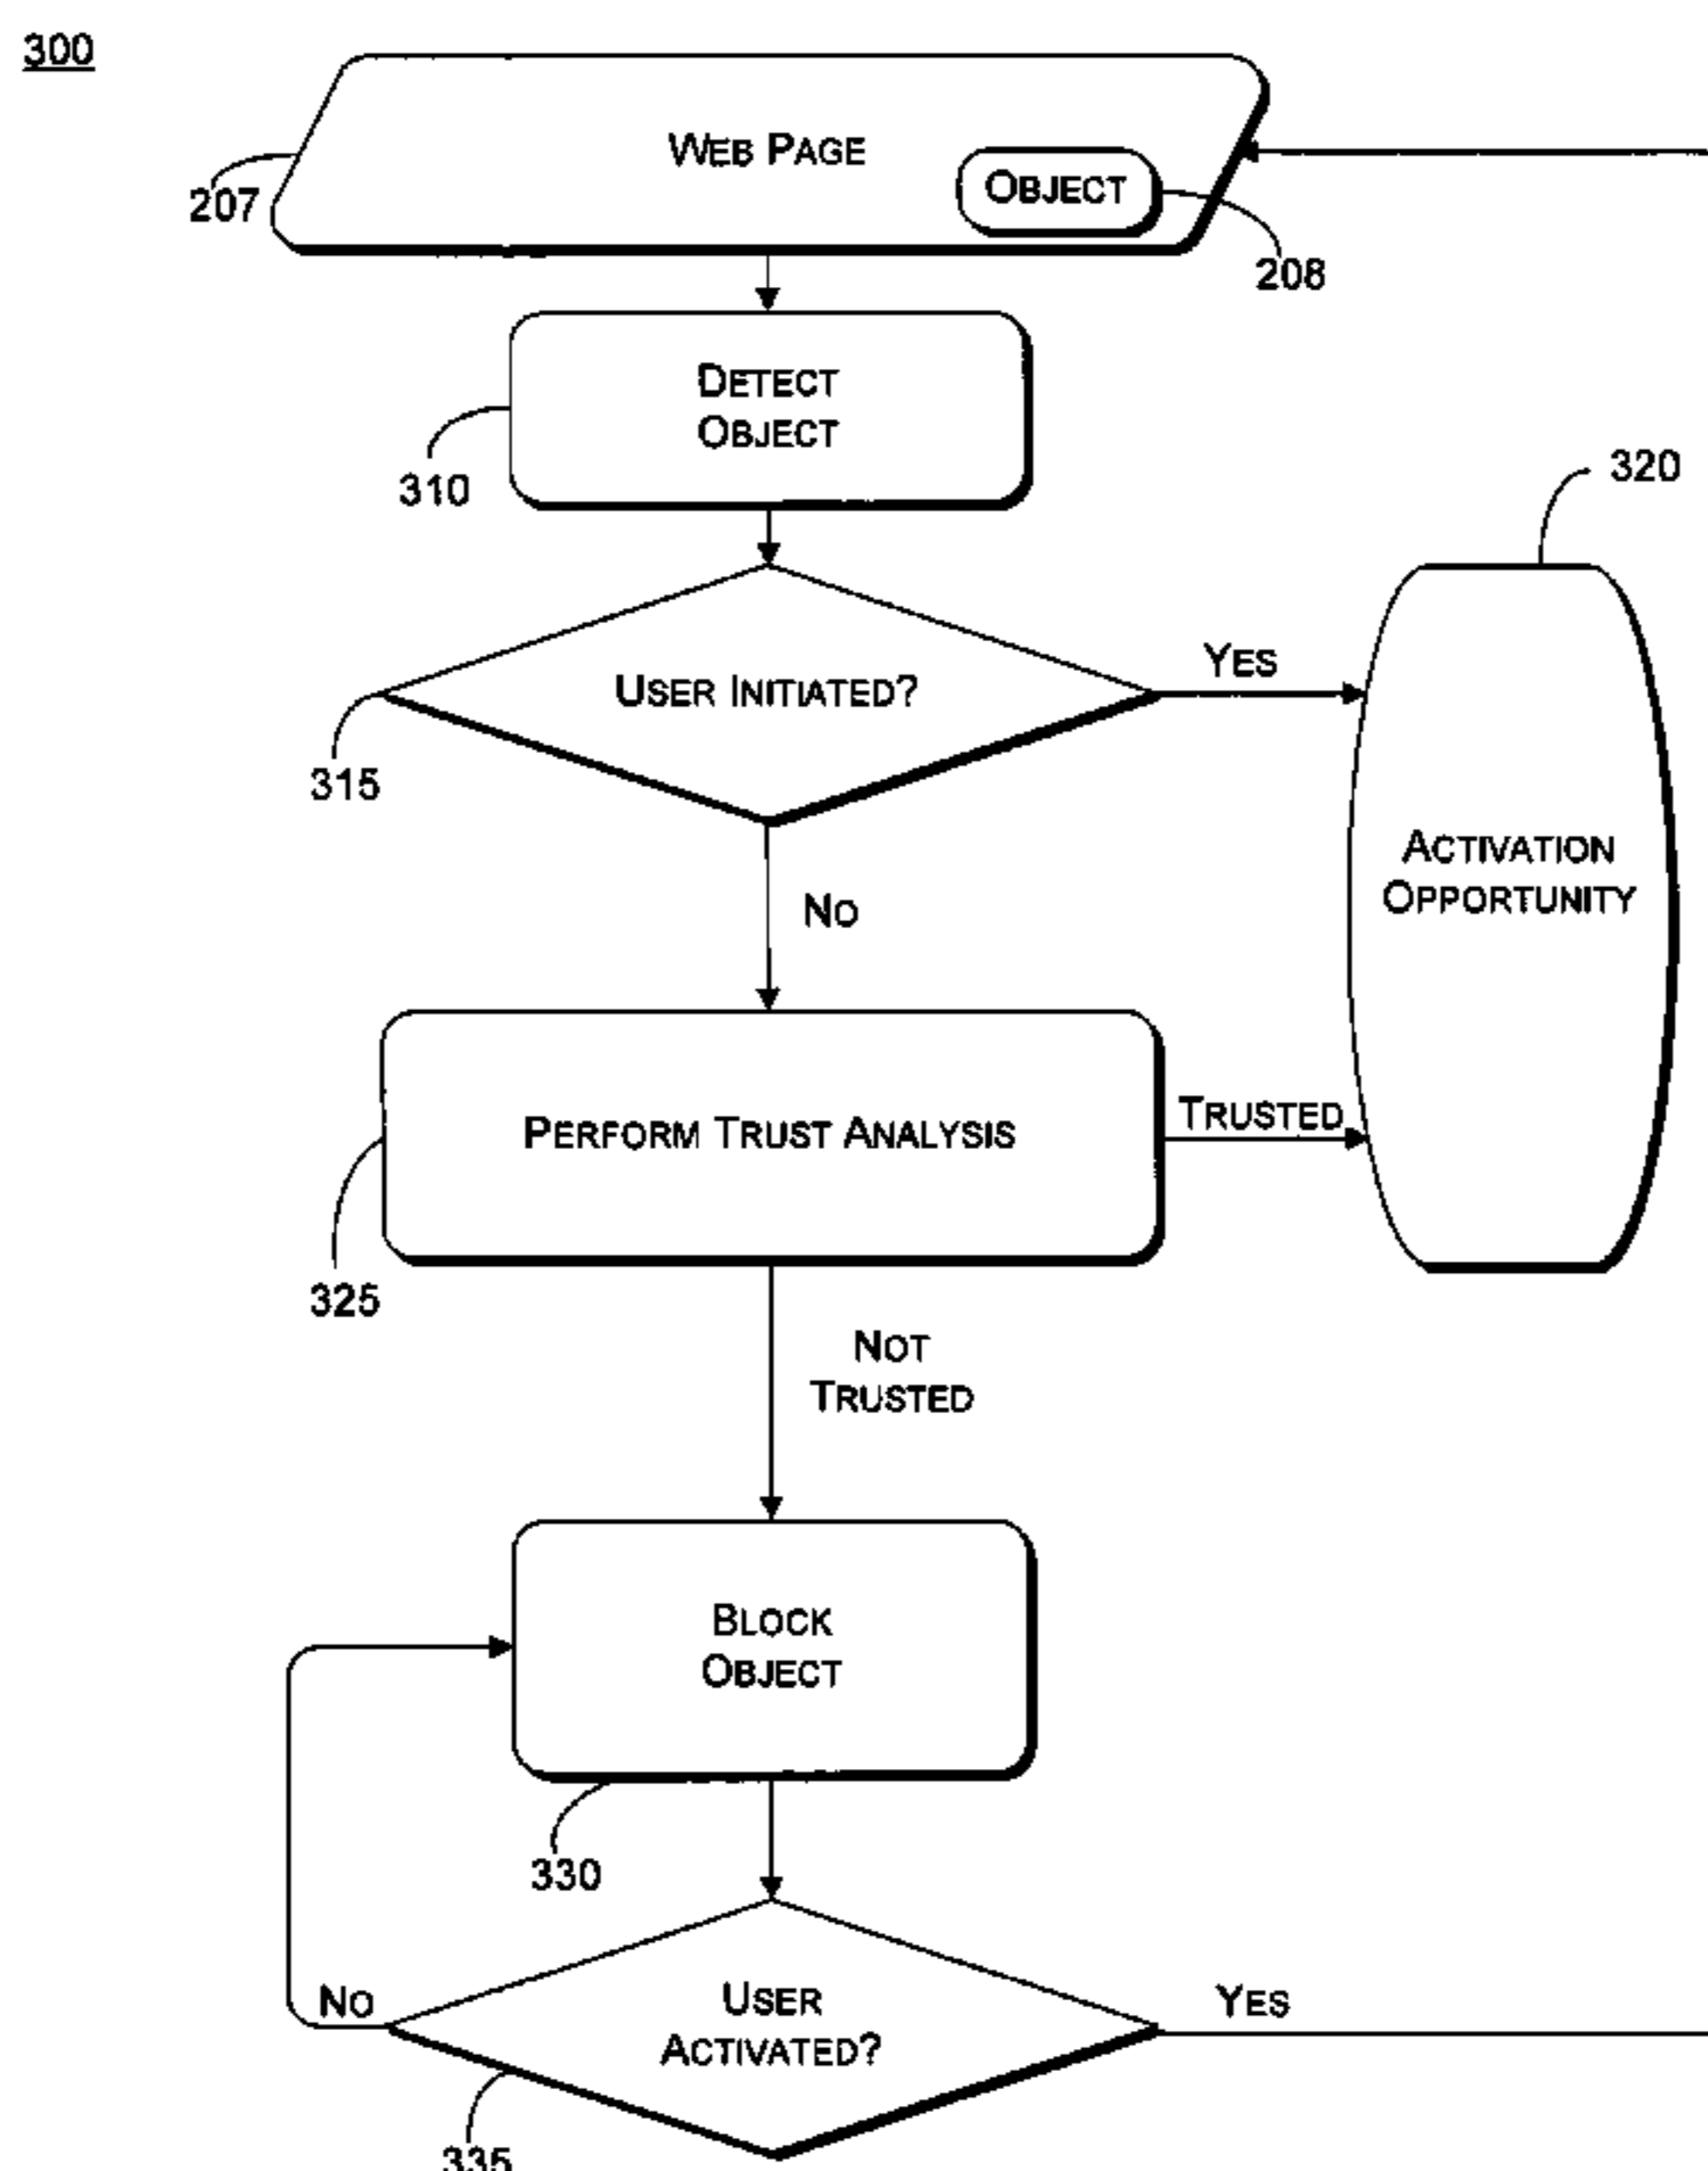 300
WEB PAGE
OBJECT
207
208
DETECT
OBJECT
310
320
YES
USER INITIATED?
315
ACTIVATION
OPPORTUNITY
NO
TRUSTED
PERFORM TRUST ANALYSIS
325
NOT
TRUSTED
BLOCK
OBJECT
330
NO
USER
ACTIVATED?
YES
335